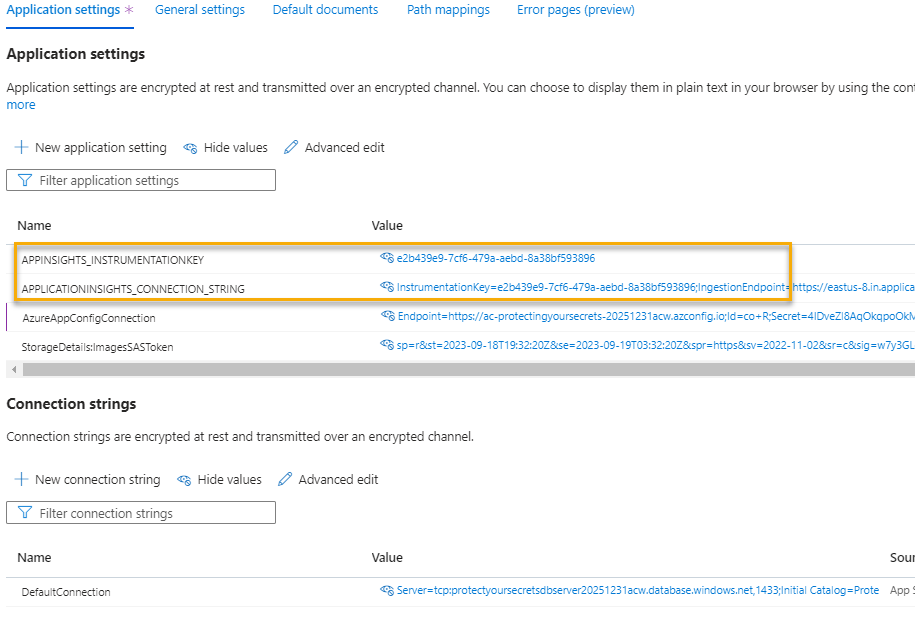 Application settings * General settings Default documents Path mappings Error pages (preview)
Application settings
Application settings are encrypted at rest and transmitted over an encrypted channel. You can choose to display them in plain text in your browser by using the cont
more
New application setting Hide values Advanced edit
Filter application settings
Name Value
APPINSIGHTS_INSTRUMENTATIONKEY e2b439e9-7cf6-479a-aebd-8a38bf593896
APPLICATIONINSIGHTS_CONNECTION_STRING InstrumentationKey=e2b439e9-7cf6-479a-aebd-8a38bf593896;IngestionEndpoint=https://eastus-8.in.applica
AzureAppConfigConnection Endpoint=https://ac-protectingyoursecrets-20251231acw.azconfig.io;Id=co+R;Secret=4IDveZl8AqOkqpoOkM
StorageDetails:ImagesSASToken sp=r&st=2023-09-18T19:32:20Z&se=2023-09-19T03:32:20Z&spr=https&sv=2022-11-02&sr=c&sig=w7y3GL
Connection strings
Connection strings are encrypted at rest and transmitted over an encrypted channel.
New connection string Hide values Advanced edit
Filter connection strings
Name Value Sour
DefaultConnection Server=tcp:protectyoursecretsdbserver20251231acw.database.windows.net,1433;Initial Catalog=Prote App S